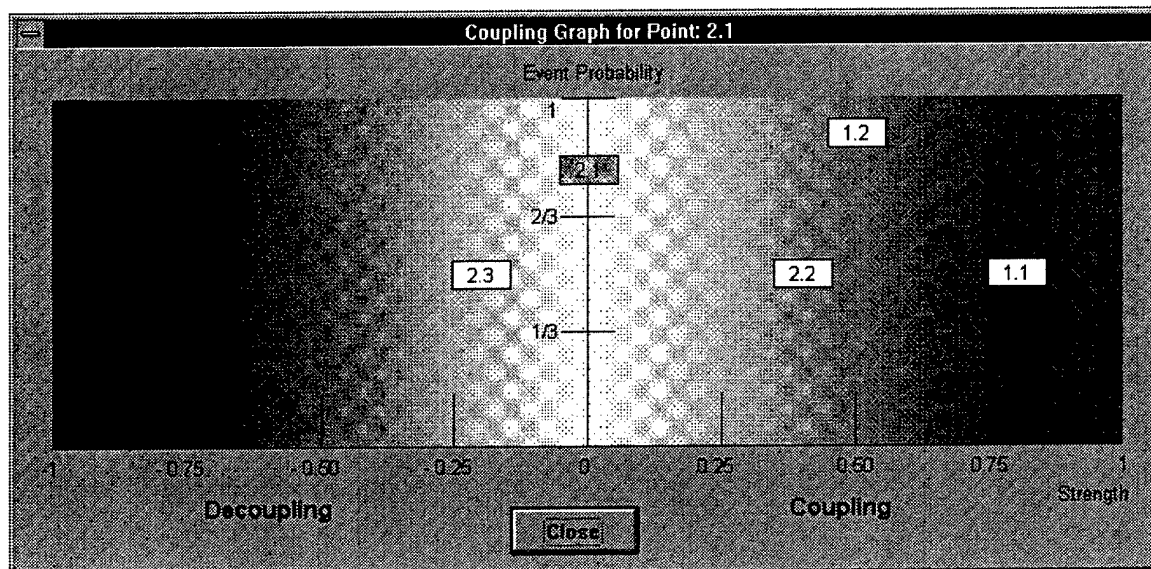 Coupling Graph for Point: 2.1
Event Probability
1
1.2
2.1
2/3
2.3
2.2
1.1
1/3
-1 -0.75 -0.50 -0.25 0 0.25 0.50 0.75 1
Strength
Decoupling
Coupling
Close